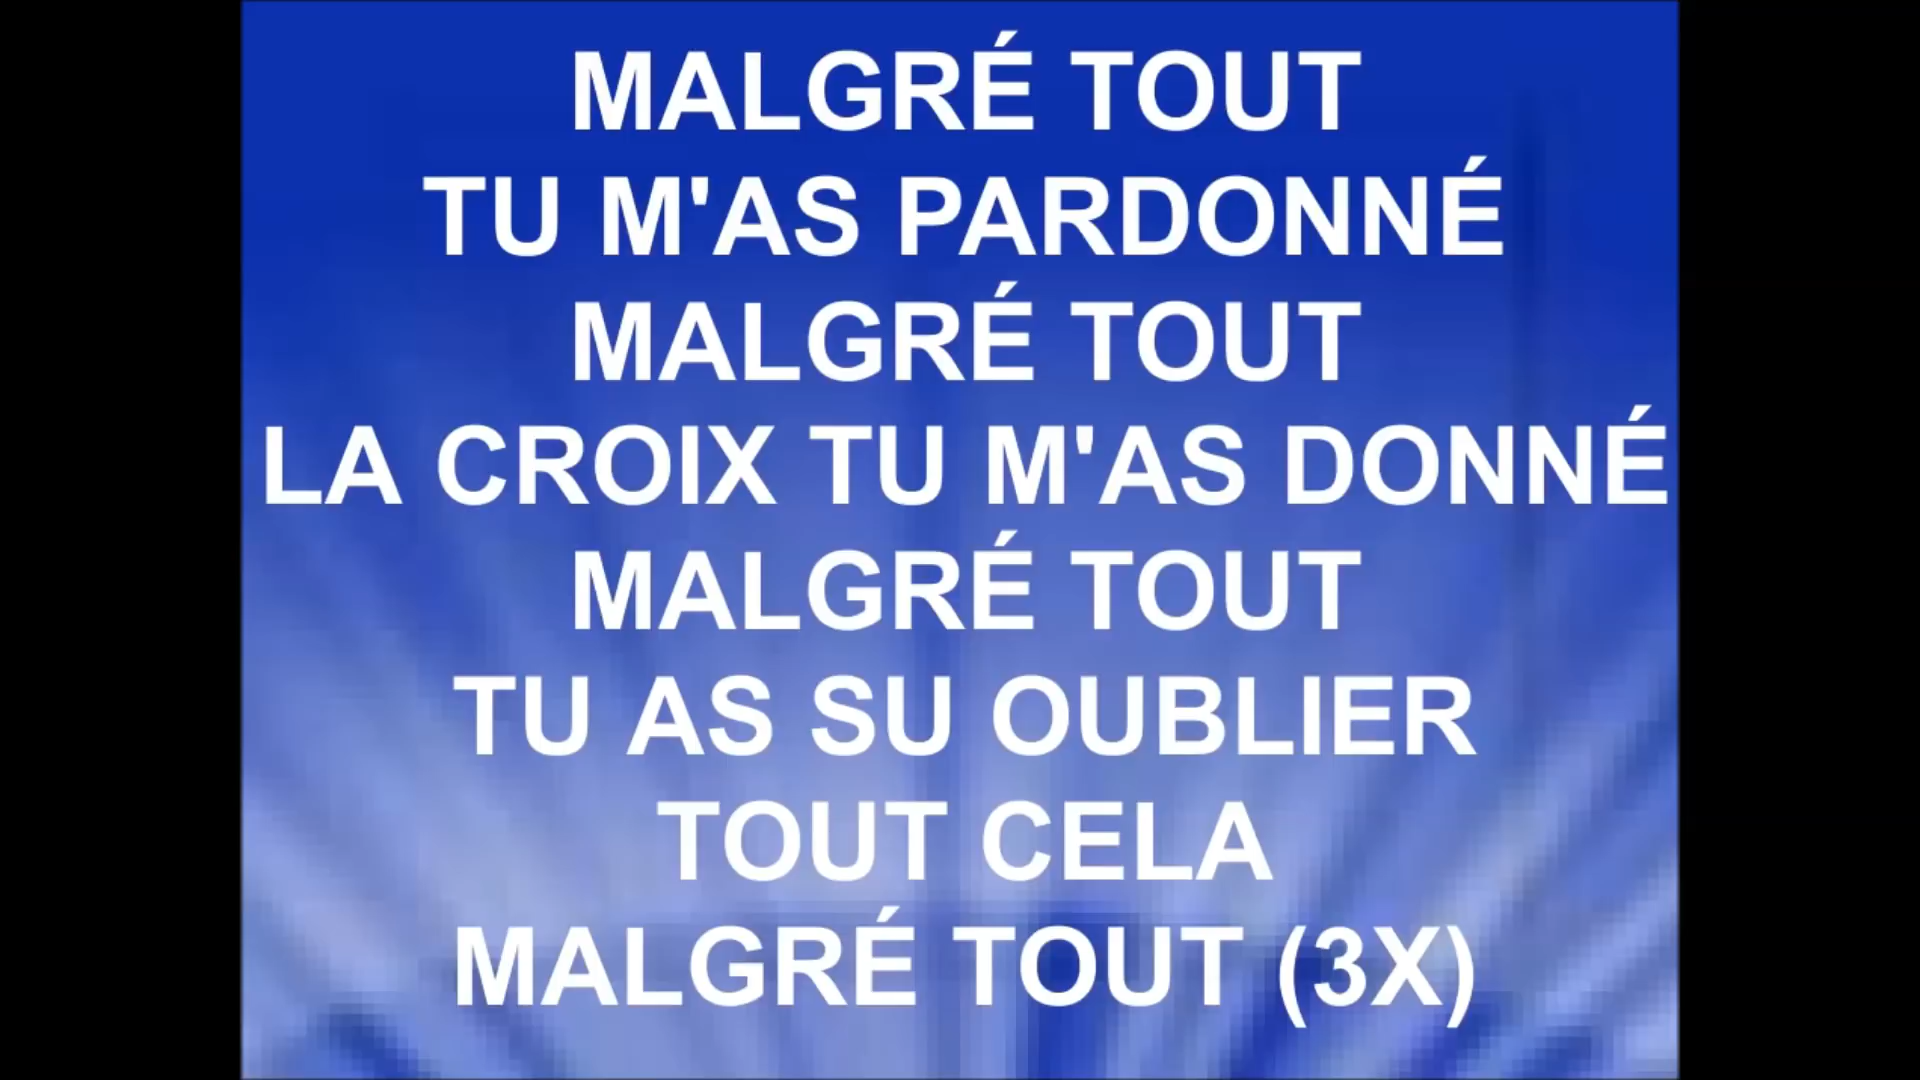 MALGRÉ TOUT
TU M'AS PARDONNÉ
MALGRÉ TOUT
LA CROIX TU M'AS DONNÉ
MALGRÉ TOUT
TU AS SU OUBLIER
TOUT CELA
MALGRÉ TOUT (3X)